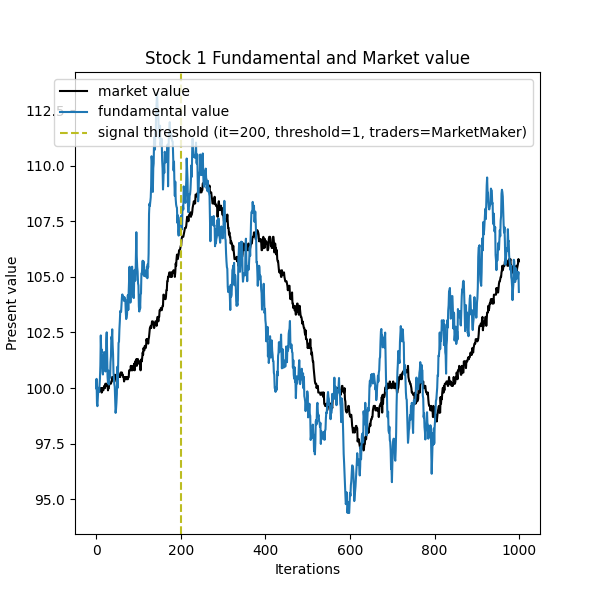 Stock 1 Fundamental and Market value
market value
fundamental value
signal threshold (it=200, threshold=1, traders=MarketMaker)
112.5
110.0
107.5
105.0
102.5
100.0
97.5
95.0
Present value
0 200 400 600 800 1000
Iterations